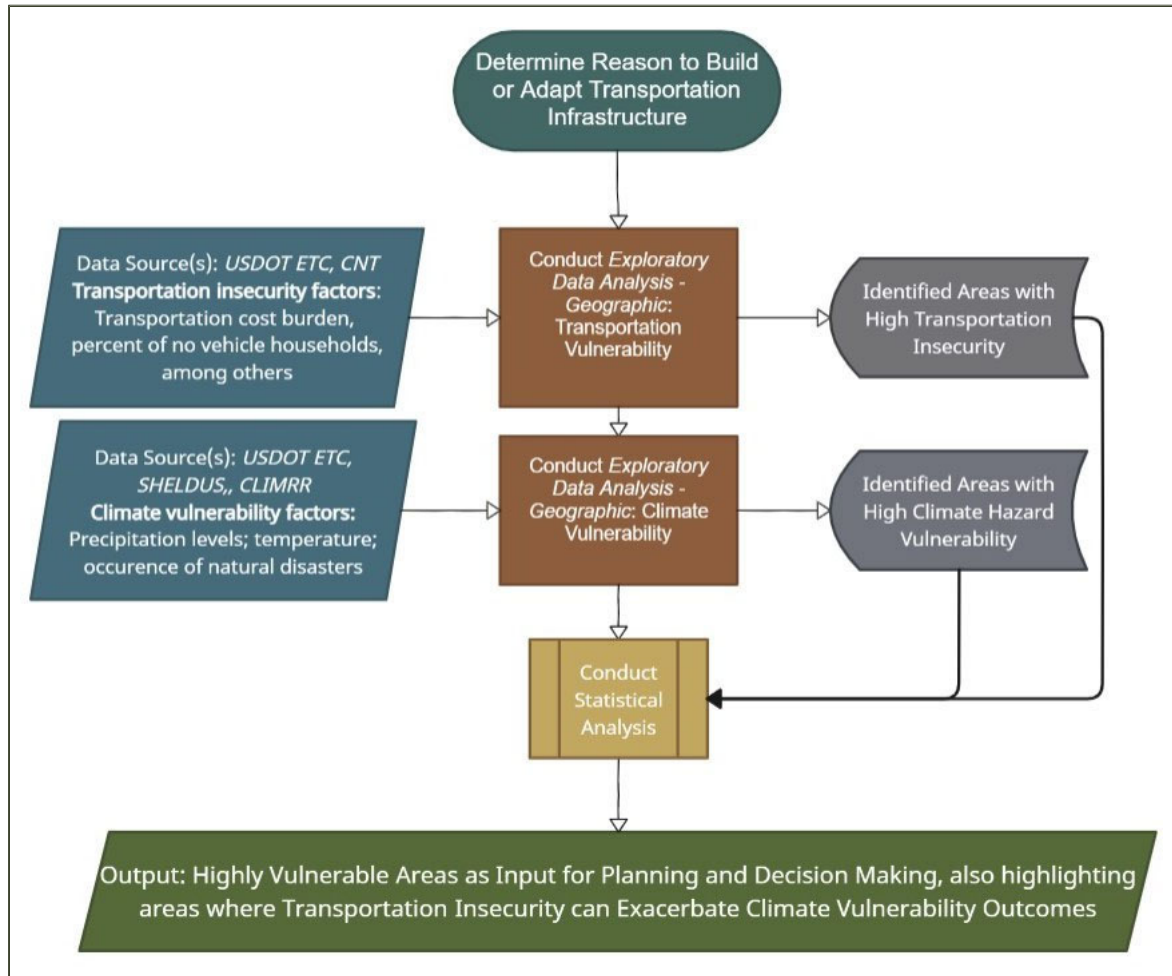 Determine Reason to Build
or Adapt Transportation
Infrastructure
Data Source(s): USDOT ETC, CNT
Transportation insecurity factors:
Transportation cost burden,
percent of no vehicle households,
among others
Conduct Exploratory
Data Analysis -
Geographic:
Transportation
Vulnerability
Identified Areas with
High Transportation
Insecurity
Data Source(s): USDOT ETC,
SHELDUS,, CLIMRR
Climate vulnerability factors:
Precipitation levels; temperature;
occurence of natural disasters
Conduct Exploratory
Data Analysis -
Geographic: Climate
Vulnerability
Identified Areas with
High Climate Hazard
Vulnerability
Conduct
Statistical
Analysis
Output: Highly Vulnerable Areas as Input for Planning and Decision Making, also highlighting
areas where Transportation Insecurity can Exacerbate Climate Vulnerability Outcomes